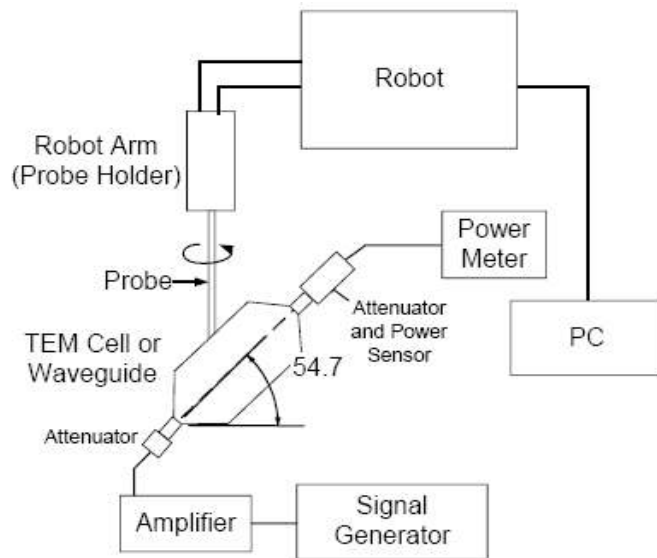 Robot
Robot Arm
(Probe Holder)
Power
Meter
Probe
Attenuator
and Power
Sensor
PC
TEM Cell or
Waveguide
54.7
Attenuator
Amplifier
Signal
Generator